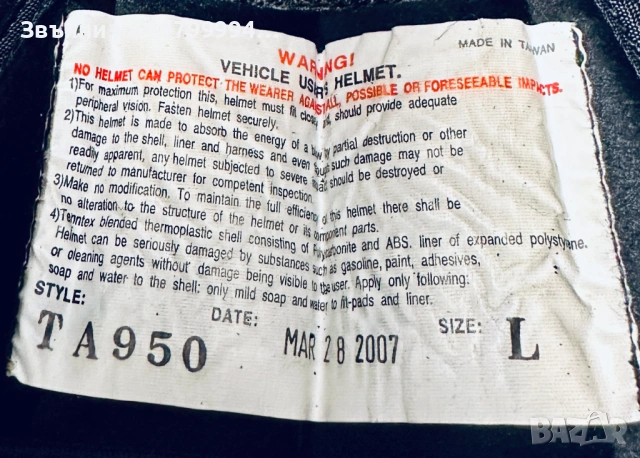 Звъни 709994
MADE IN TAIWAN
WARNING!
VEHICLE USERS HELMET.
NO HELMET CAN PROTECT THE WEARER AGAINST ALL, POSSIBLE OR FORESEEABLE IMPACTS.
1)For maximum protection this, helmet must fit closely and, should provide adequate
peripheral vision. Fasten helmet securely.
2)This helmet is made to absorb the energy of a blow by partial destruction or other
damage to the shell, liner and harness and even though such damage may not be
readily apparent, any helmet subjected to severe impact should be destroyed or
returned to manufacturer for competent inspection.
3)Make no modification. To maintain the full efficiency of this helmet there shall be
no alteration to the structure of the helmet or its component parts.
4)Tenntex blended thermoplastic shell consisting of Polycarbonite and ABS. liner of expanded polystyene.
Helmet can be seriously damaged by substances such as gasoline, paint, adhesives,
or cleaning agents without damage being visible to the user. Apply only following:
soap and water to the shell: only mild soap and water to fit-pads and liner.
STYLE: DATE: SIZE:
TA950 MAR 28 2007 L
BAZAR